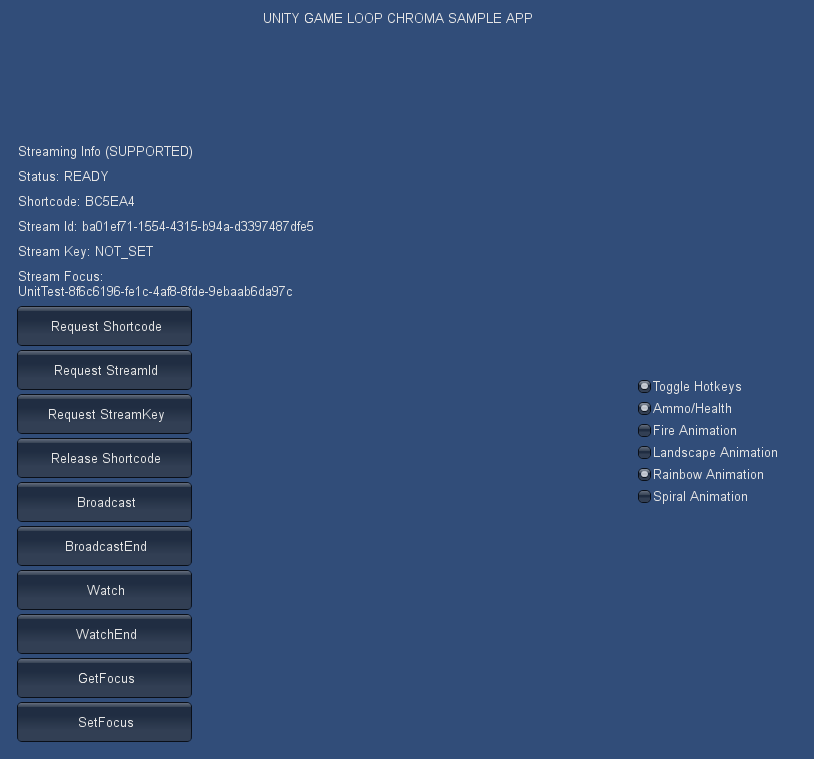 UNITY GAME LOOP CHROMA SAMPLE APP
Streaming Info (SUPPORTED)
Status: READY
Shortcode: BC5EA4
Stream Id: ba01ef71-1554-4315-b94a-d3397487dfe5
Stream Key: NOT_SET
Stream Focus:
UnitTest-8f6c6196-fe1c-4af8-8fde-9ebaab6da97c
Request Shortcode
Request StreamId
Request StreamKey
Release Shortcode
Broadcast
BroadcastEnd
Watch
WatchEnd
GetFocus
SetFocus
Toggle Hotkeys
Ammo/Health
Fire Animation
Landscape Animation
Rainbow Animation
Spiral Animation